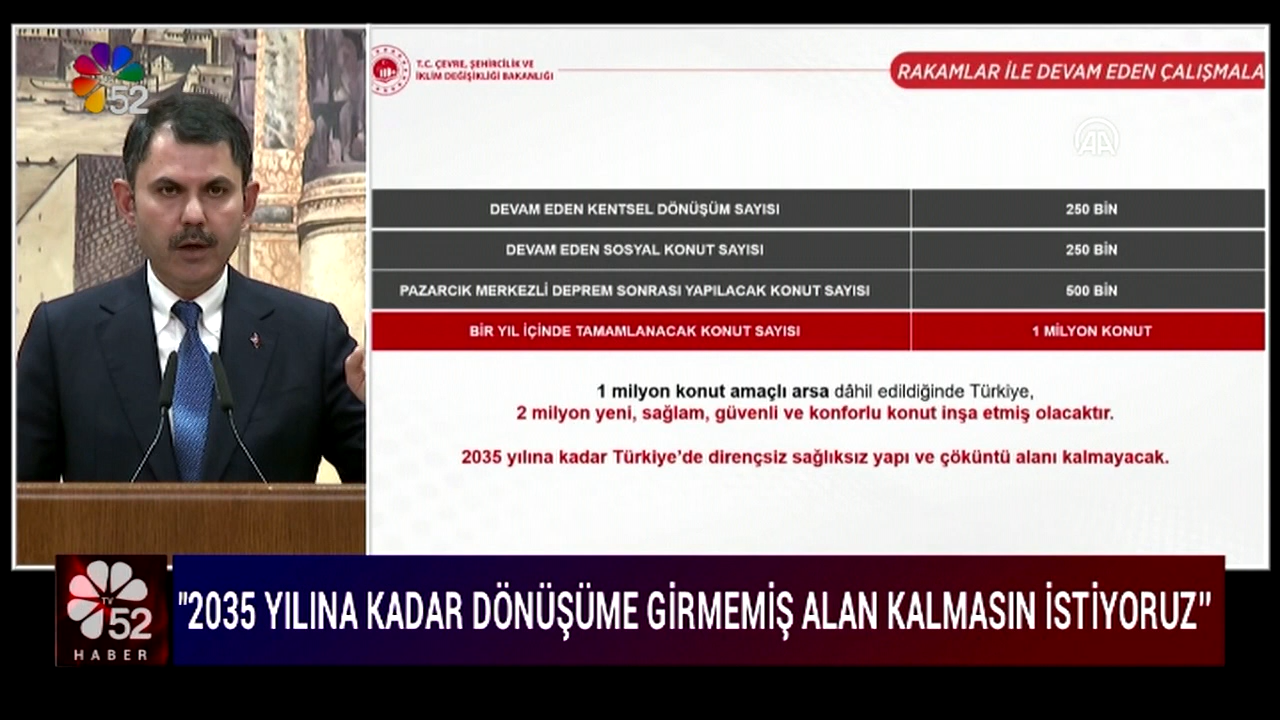 52
T.C. ÇEVRE, ŞEHİRCİLİK VE
İKLİM DEĞİŞİKLİĞİ BAKANLIĞI
RAKAMLAR İLE DEVAM EDEN ÇALIŞMALA
AA
DEVAM EDEN KENTSEL DÖNÜŞÜM SAYISI 250 BİN
DEVAM EDEN SOSYAL KONUT SAYISI 250 BİN
PAZARCIK MERKEZLİ DEPREM SONRASI YAPILACAK KONUT SAYISI 500 BİN
BİR YIL İÇİNDE TAMAMLANACAK KONUT SAYISI 1 MİLYON KONUT
1 milyon konut amaçlı arsa dâhil edildiğinde Türkiye,
2 milyon yeni, sağlam, güvenli ve konforlu konut inşa etmiş olacaktır.
2035 yılına kadar Türkiye’de dirençsiz sağlıksız yapı ve çöküntü alanı kalmayacak.
TV
52
HABER
"2035 YILINA KADAR DÖNÜŞÜME GİRMEMİŞ ALAN KALMASIN İSTİYORUZ"